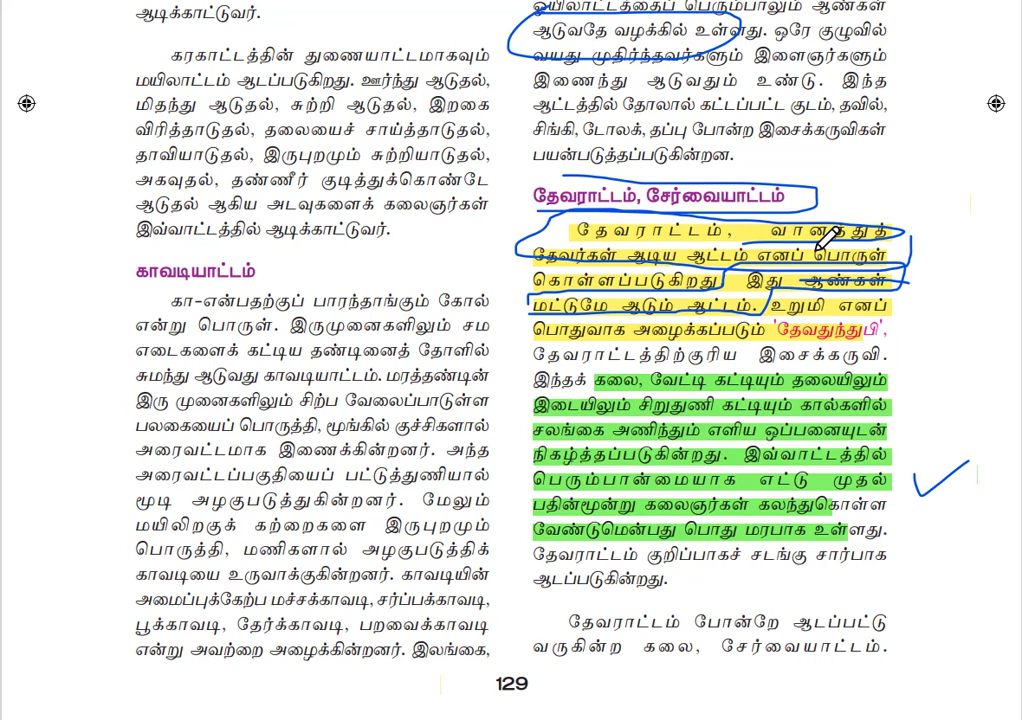 ஆடிக்காட்டுவர்.
கரகாட்டத்தின் துணையாட்டமாகவும்
மயிலாட்டம் ஆடப்படுகிறது. ஊர்ந்து ஆடுதல்,
மிதந்து ஆடுதல், சுற்றி ஆடுதல், இறகை
விரித்தாடுதல், தலையைச் சாய்த்தாடுதல்,
தாவியாடுதல், இருபுறமும் சுற்றியாடுதல்,
அகவுதல், தண்ணீர் குடித்துக்கொண்டே
ஆடுதல் ஆகிய அடவுகளைக் கலைஞர்கள்
இவ்வாட்டத்தில் ஆடிக்காட்டுவர்.
காவடியாட்டம்
கா-என்பதற்குப் பாரந்தாங்கும் கோல்
என்று பொருள். இருமுனைகளிலும் சம
எடைகளைக் கட்டிய தண்டினைத் தோளில்
சுமந்து ஆடுவது காவடியாட்டம். மரத்தண்டின்
இரு முனைகளிலும் சிற்ப வேலைப்பாடுள்ள
பலகையைப் பொருத்தி, மூங்கில் குச்சிகளால்
அரைவட்டமாக இணைக்கின்றனர். அந்த
அரைவட்டப்பகுதியைப் பட்டுத்துணியால்
மூடி அழகுபடுத்துகின்றனர். மேலும்
மயிலிறகுக் கற்றைகளை இருபுறமும்
பொருத்தி, மணிகளால் அழகுபடுத்திக்
காவடியை உருவாக்குகின்றனர். காவடியின்
அமைப்புக்கேற்ப மச்சக்காவடி, சர்ப்பக்காவடி,
பூக்காவடி, தேர்க்காவடி, பறவைக்காவடி
என்று அவற்றை அழைக்கின்றனர். இலங்கை,
ஒயிலாட்டத்தைப் பெரும்பாலும் ஆண்கள்
ஆடுவதே வழக்கில் உள்ளது. ஒரே குழுவில்
வயது முதிர்ந்தவர்களும் இளைஞர்களும்
இணைந்து ஆடுவதும் உண்டு. இந்த
ஆட்டத்தில் தோலால் கட்டப்பட்ட குடம், தவில்,
சிங்கி, டோலக், தப்பு போன்ற இசைக்கருவிகள்
பயன்படுத்தப்படுகின்றன.
தேவராட்டம், சேர்வையாட்டம்
தேவராட்டம், வானத்துத்
தேவர்கள் ஆடிய ஆட்டம் எனப் பொருள்
கொள்ளப்படுகிறது. இது ஆண்கள்
மட்டுமே ஆடும் ஆட்டம். உறுமி எனப்
பொதுவாக அழைக்கப்படும் 'தேவதுந்துபி',
தேவராட்டத்திற்குரிய இசைக்கருவி.
இந்தக் கலை, வேட்டி கட்டியும் தலையிலும்
இடையிலும் சிறுதுணி கட்டியும் கால்களில்
சலங்கை அணிந்தும் எளிய ஒப்பனையுடன்
நிகழ்த்தப்படுகின்றது. இவ்வாட்டத்தில்
பெரும்பான்மையாக எட்டு முதல்
பதின்மூன்று கலைஞர்கள் கலந்துகொள்ள
வேண்டுமென்பது பொது மரபாக உள்ளது.
தேவராட்டம் குறிப்பாகச் சடங்கு சார்பாக
ஆடப்படுகின்றது.
தேவராட்டம் போன்றே ஆடப்பட்டு
வருகின்ற கலை, சேர்வையாட்டம்.
129